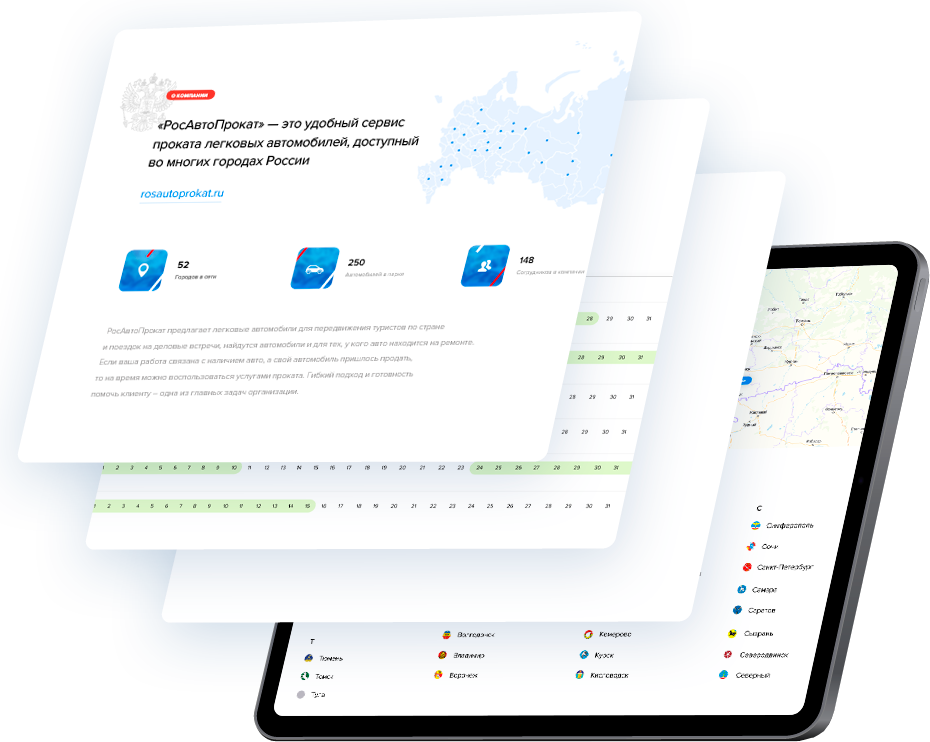 О КОМПАНИИ
«РосАвтоПрокат» — это удобный сервис
проката легковых автомобилей, доступный
во многих городах России
rosautoprokat.ru
52
Городов в сети
250
Автомобилей в парке
148
Сотрудников в компании
РосАвтоПрокат предлагает легковые автомобили для передвижения туристов по стране
и поездок на деловые встречи, найдутся автомобили и для тех, у кого авто находится на ремонте.
Если ваша работа связана с наличием авто, а свой автомобиль пришлось продать,
то на время можно воспользоваться услугами проката. Гибкий подход и готовность
помочь клиенту – одна из главных задач организации.
28 29 30 31
28 29 30 31
28 29 30 31
28 29 30 31
1 2 3 4 5 6 7 8 9 10 11 12 13 14 15 16 17 18 19 20 21 22 23 24 25 26 27 28 29 30 31
1 2 3 4 5 6 7 8 9 10 11 12 13 14 15 16 17 18 19 20 21 22 23 24 25 26 27 28 29 30 31
С
Симферополь
Сочи
Санкт-Петербург
Самара
Саратов
Сызрань
Северодвинск
Северный
Волгодонск
Владимир
Воронеж
Кемерово
Курск
Кисловодск
Т
Тюмень
Томск
Тула